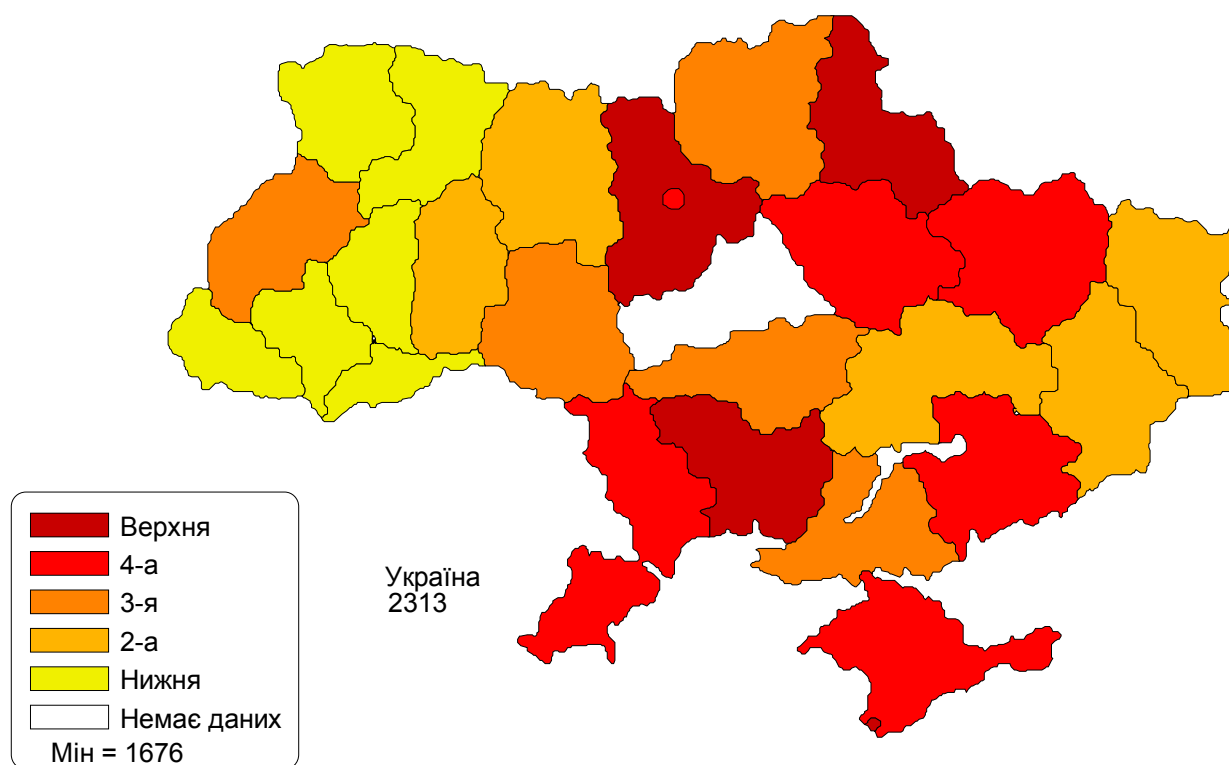 Україна
2313
Верхня
4-а
3-я
2-а
Нижня
Немає даних
Мін = 1676